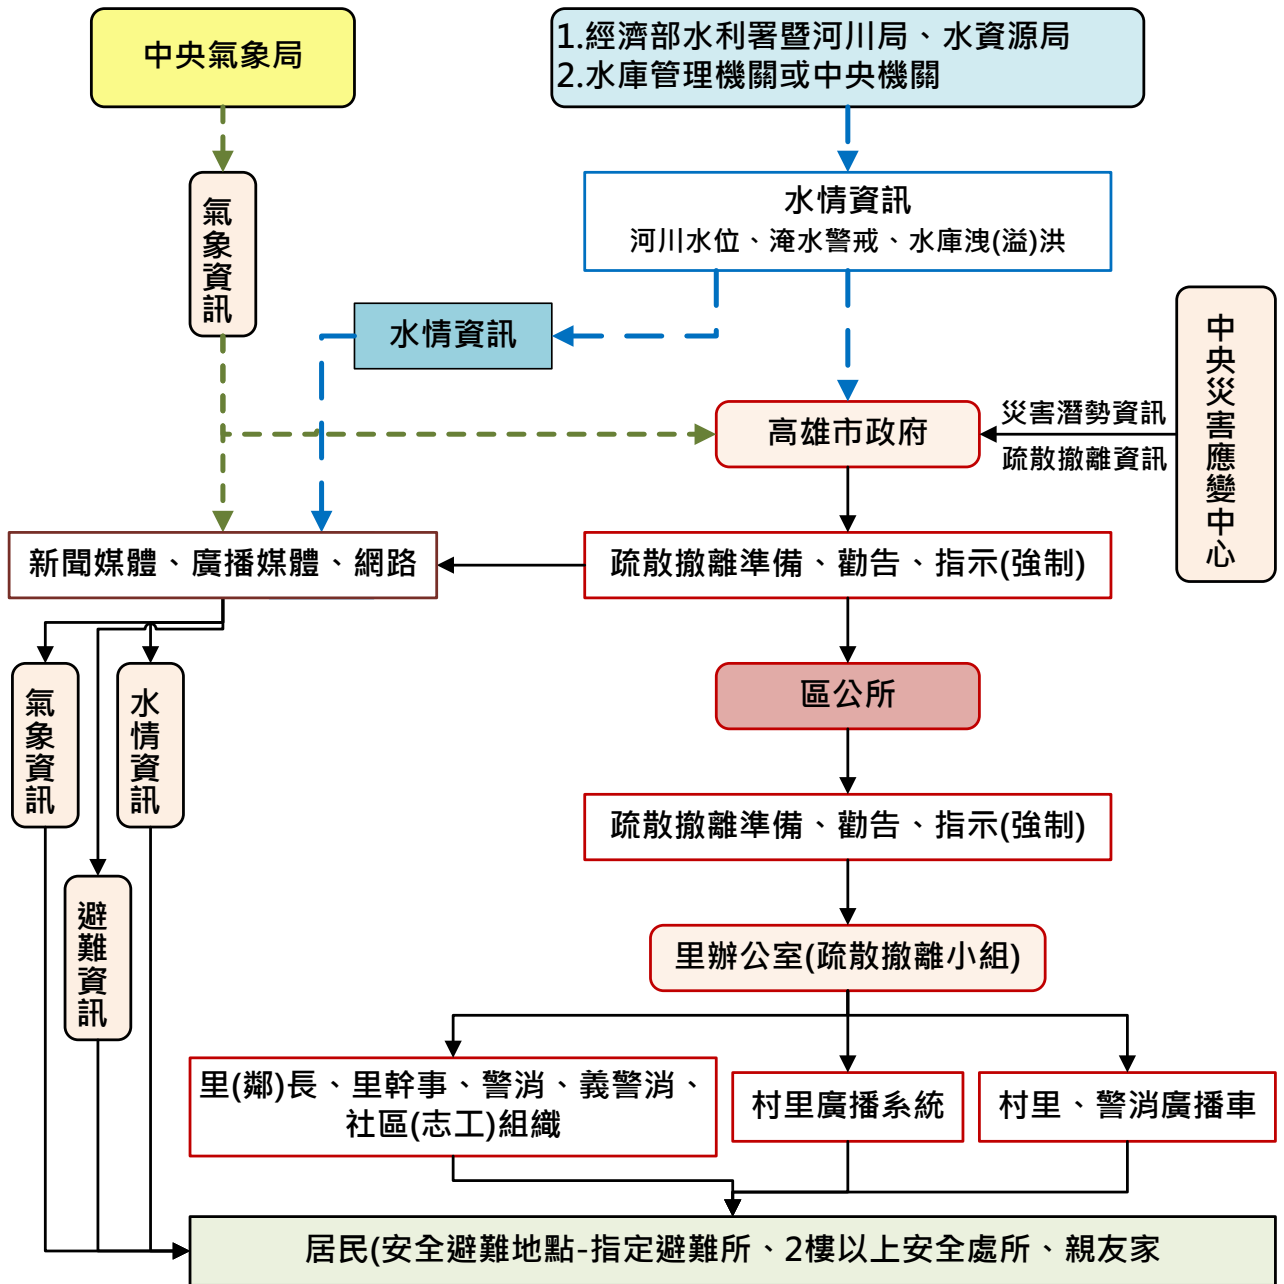 中央氣象局
1.經濟部水利署暨河川局、水資源局
2.水庫管理機關或中央機關
氣象資訊
水情資訊
河川水位、淹水警戒、水庫洩(溢)洪
水情資訊
中央災害應變中心
高雄市政府
災害潛勢資訊
疏散撤離資訊
新聞媒體、廣播媒體、網路
疏散撤離準備、勸告、指示(強制)
氣象資訊
水情資訊
區公所
疏散撤離準備、勸告、指示(強制)
避難資訊
里辦公室(疏散撤離小組)
里(鄰)長、里幹事、警消、義警消、
社區(志工)組織
村里廣播系統
村里、警消廣播車
居民(安全避難地點-指定避難所、2樓以上安全處所、親友家